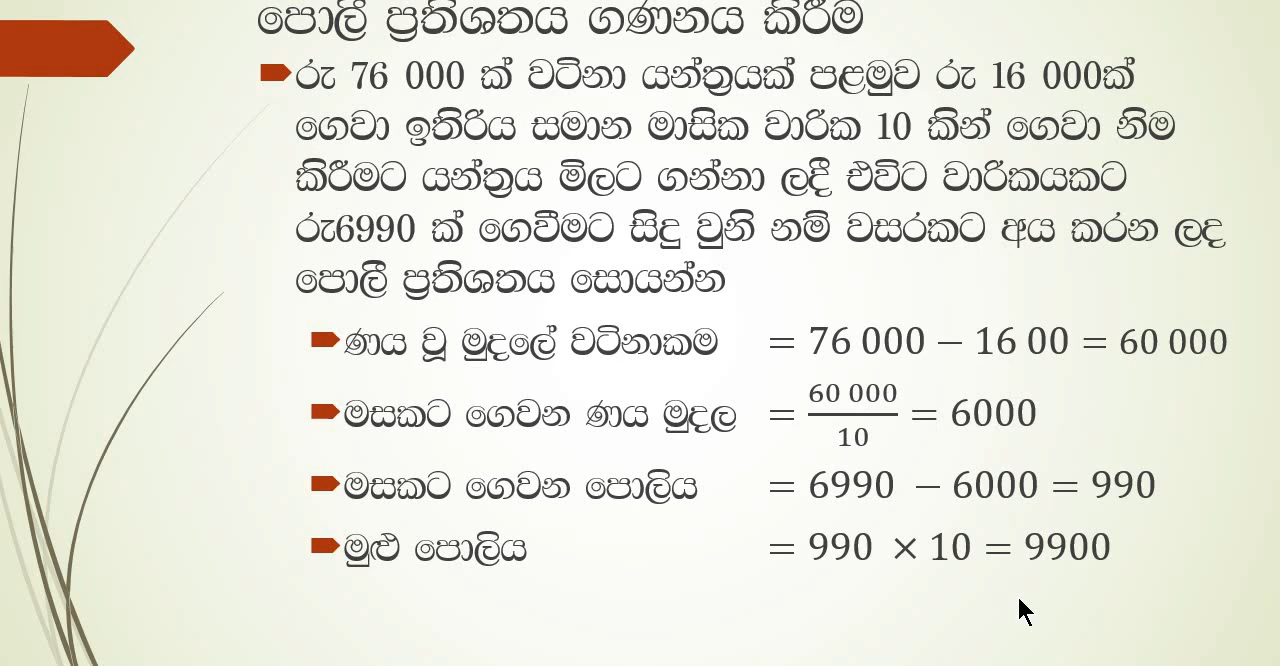 පොලී ප්‍රතිශතය ගණනය කිරීම
රු 76 000 ක් වටිනා යන්ත්‍රයක් පළමුව රු 16 000ක්
ගෙවා ඉතිරිය සමාන මාසික වාරික 10 කින් ගෙවා නිම
කිරීමට යන්ත්‍රය මිලට ගන්නා ලදී එවිට වාරිකයකට
රු6990 ක් ගෙවීමට සිදු වුනි නම් වසරකට අය කරන ලද
පොලී ප්‍රතිශතය සොයන්න
ණය වූ මුදලේ වටිනාකම = 76 000 − 16 00 = 60 000
මසකට ගෙවන ණය මුදල = 60 000/10 = 6000
මසකට ගෙවන පොලිය = 6990 − 6000 = 990
මුළු පොලිය = 990 × 10 = 9900